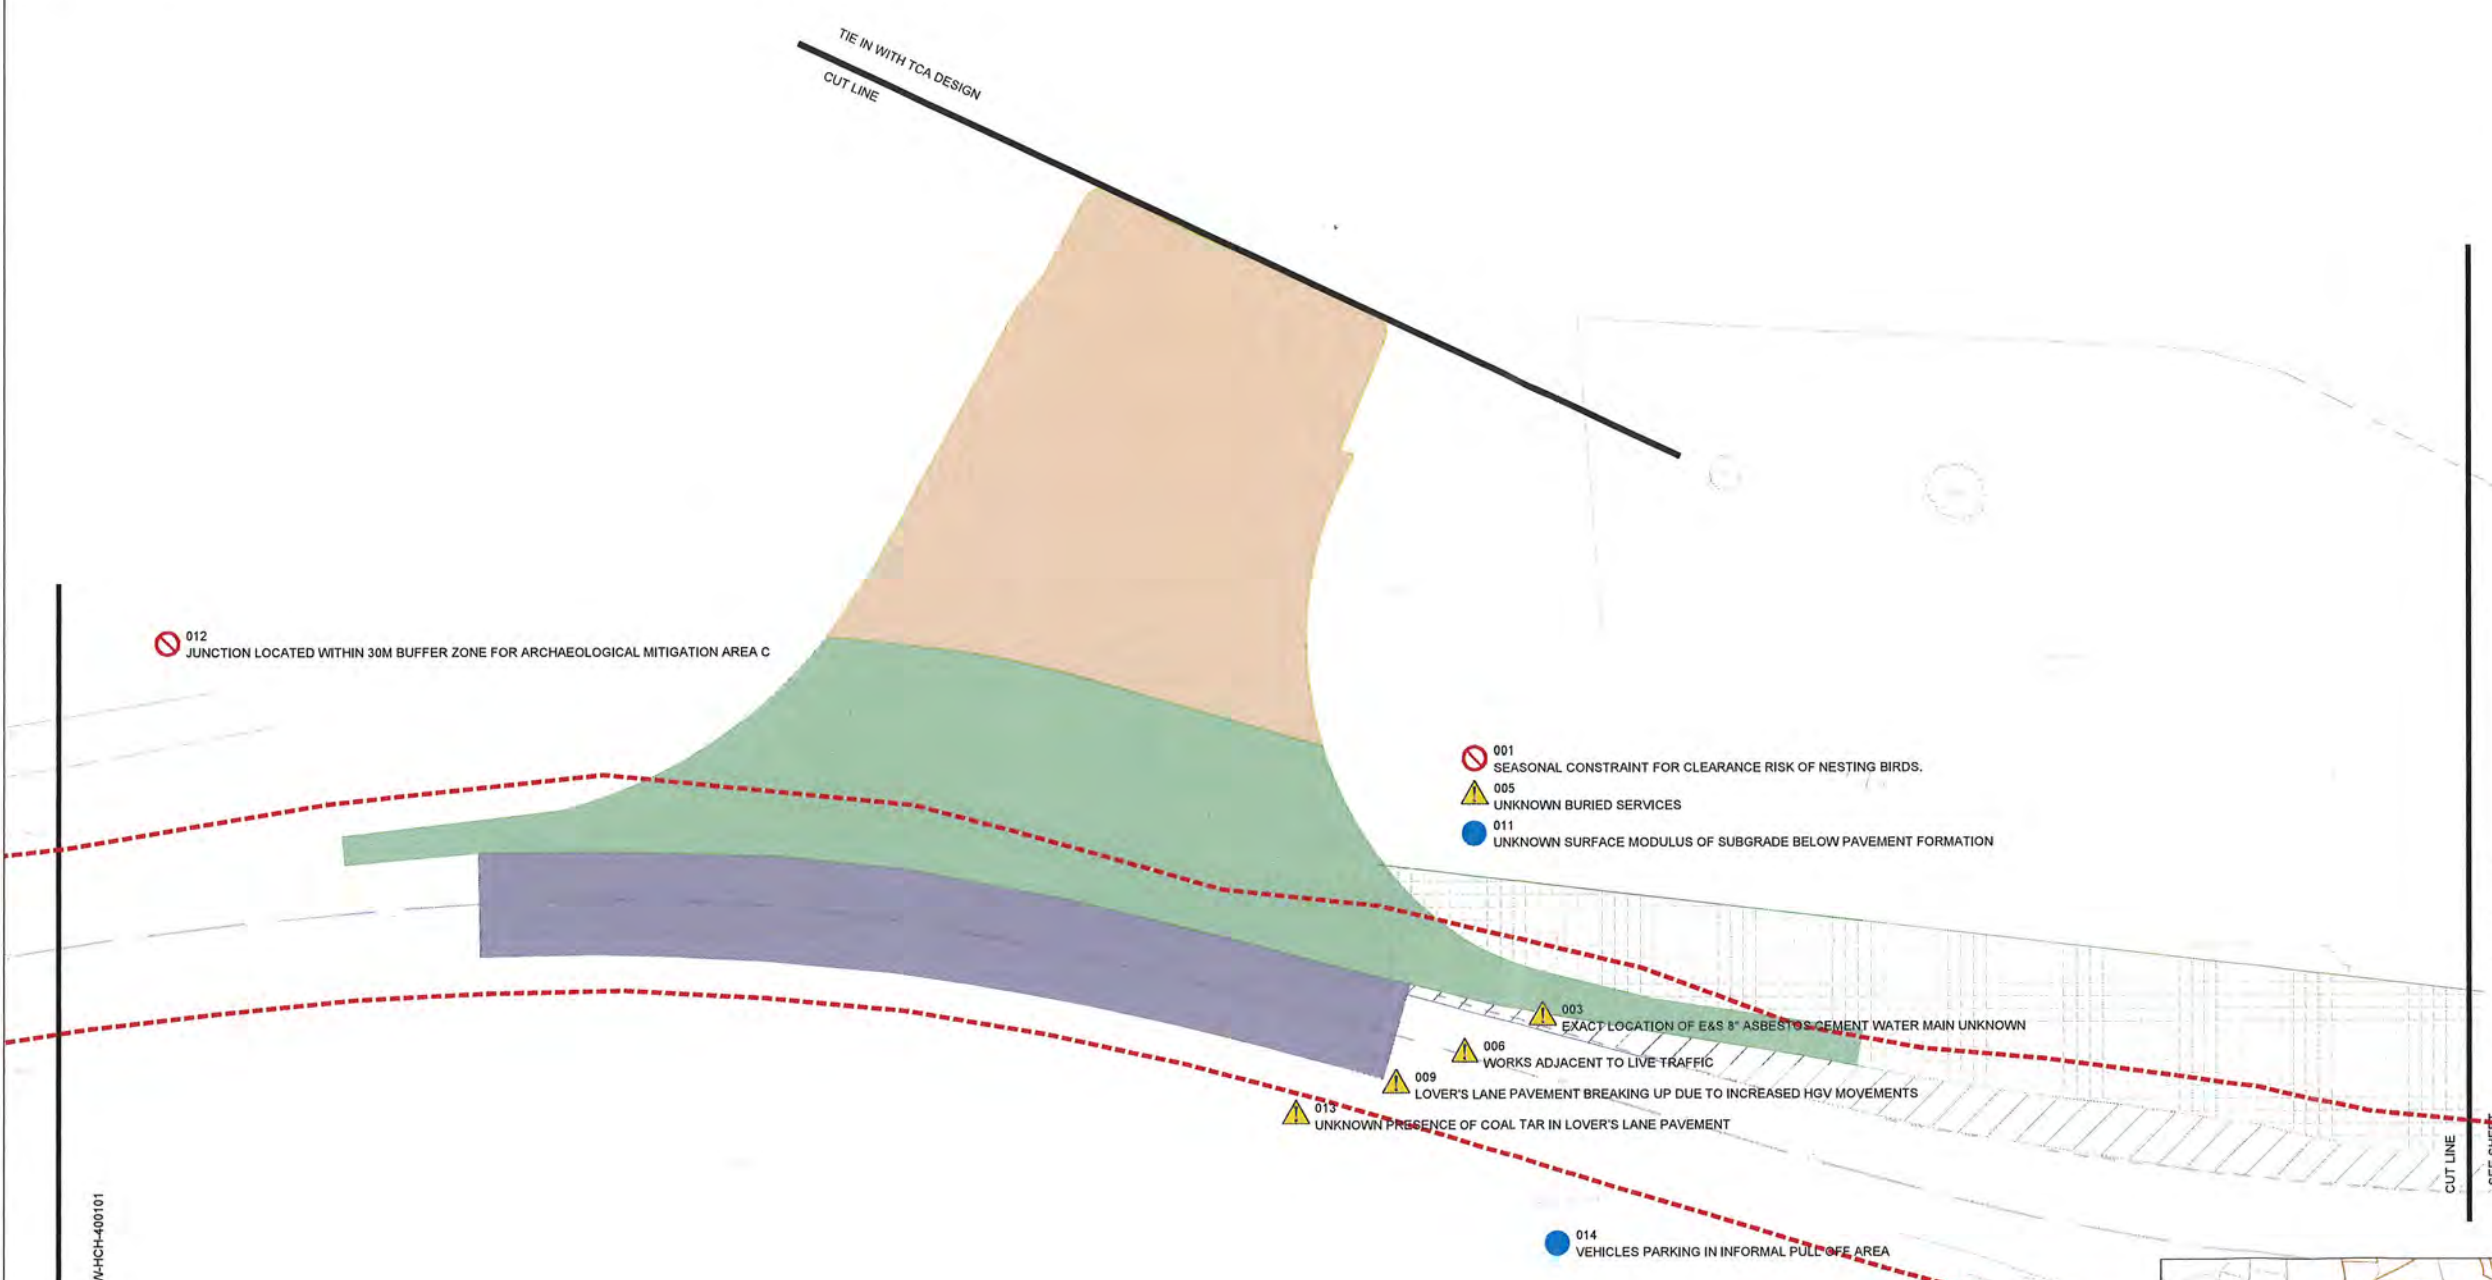 TIE IN WITH TCA DESIGN
CUT LINE
012
JUNCTION LOCATED WITHIN 30M BUFFER ZONE FOR ARCHAEOLOGICAL MITIGATION AREA C
001
SEASONAL CONSTRAINT FOR CLEARANCE RISK OF NESTING BIRDS.
005
UNKNOWN BURIED SERVICES
011
UNKNOWN SURFACE MODULUS OF SUBGRADE BELOW PAVEMENT FORMATION
003
EXACT LOCATION OF E&S 8" ASBESTOS CEMENT WATER MAIN UNKNOWN
006
WORKS ADJACENT TO LIVE TRAFFIC
009
LOVER'S LANE PAVEMENT BREAKING UP DUE TO INCREASED HGV MOVEMENTS
013
UNKNOWN PRESENCE OF COAL TAR IN LOVER'S LANE PAVEMENT
014
VEHICLES PARKING IN INFORMAL PULL OFF AREA
CUT LINE
-HCH-400101